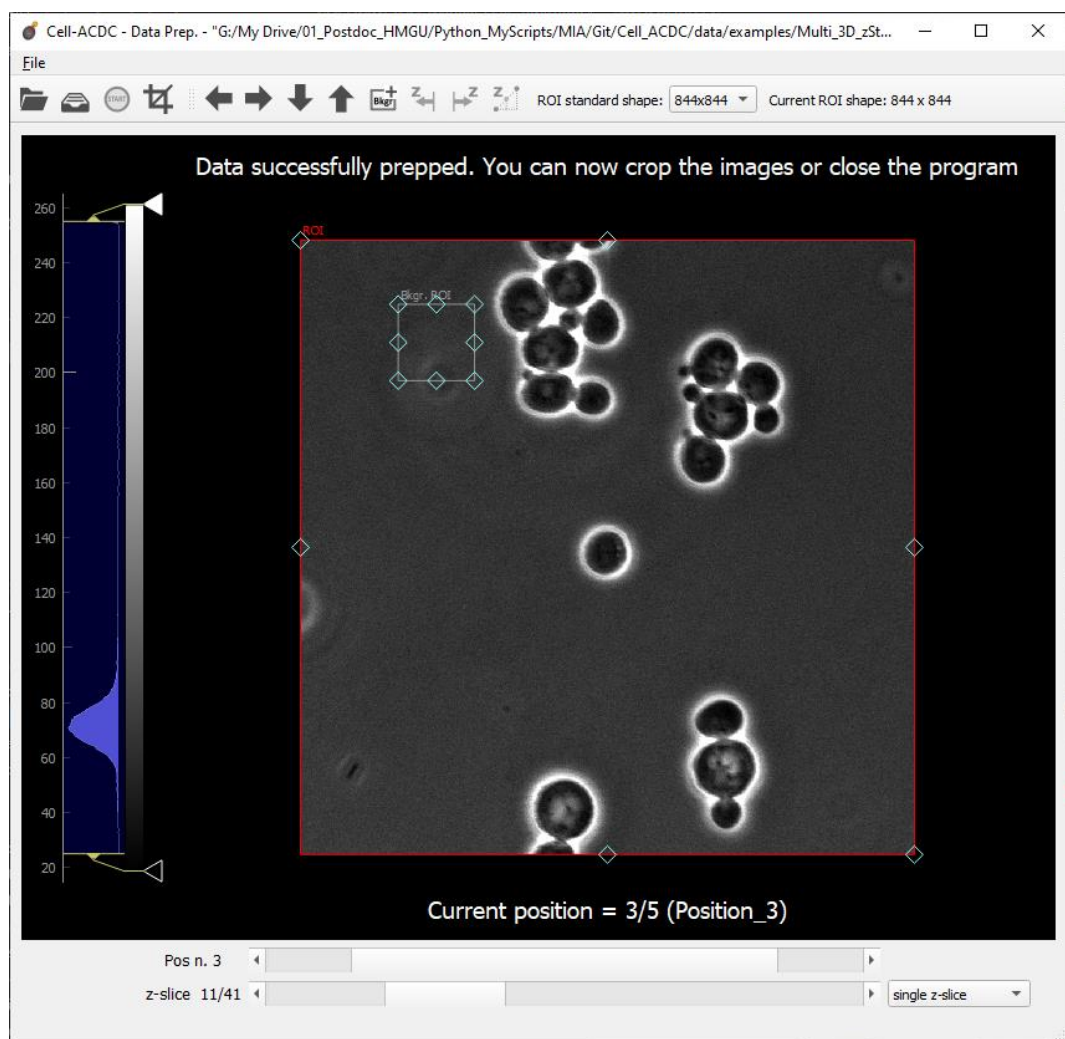 Cell-ACDC - Data Prep. - "G:/My Drive/01_Postdoc_HMGU/Python_MyScripts/MIA/Git/Cell_ACDC/data/examples/Multi_3D_zSt...
File
START
Bkgr
Z
Z
Z
ROI standard shape: 844x844
Current ROI shape: 844 x 844
Data successfully prepped. You can now crop the images or close the program
260
240
220
200
180
160
140
120
100
80
60
40
20
ROI
Bkgr. ROI
Current position = 3/5 (Position_3)
Pos n. 3
z-slice 11/41
single z-slice